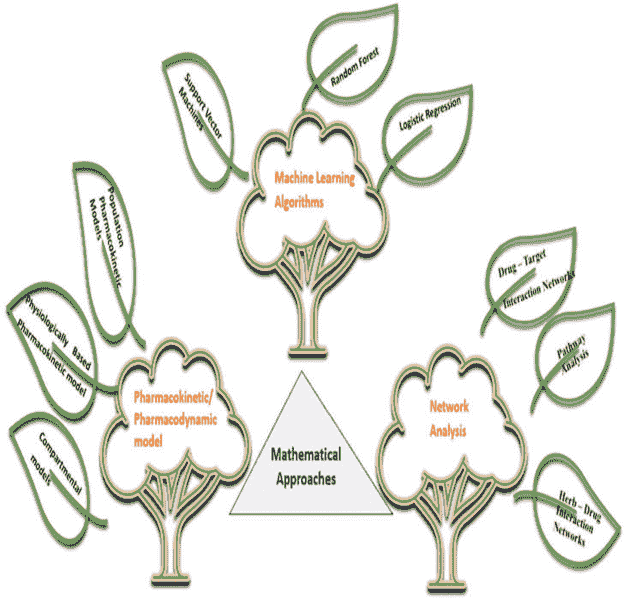 Random Forest
Support Vector
Machines
Logistic Regression
Machine Learning
Algorithms
Population
Pharmacokinetic
Models
Physiologically Based
Pharmacokinetic model
Compartmental
models
Pharmacokinetic/
Pharmacodynamic
model
Mathematical
Approaches
Network
Analysis
Drug – Target
Interaction Networks
Pathway
Analysis
Herb – Drug
Interaction
Networks